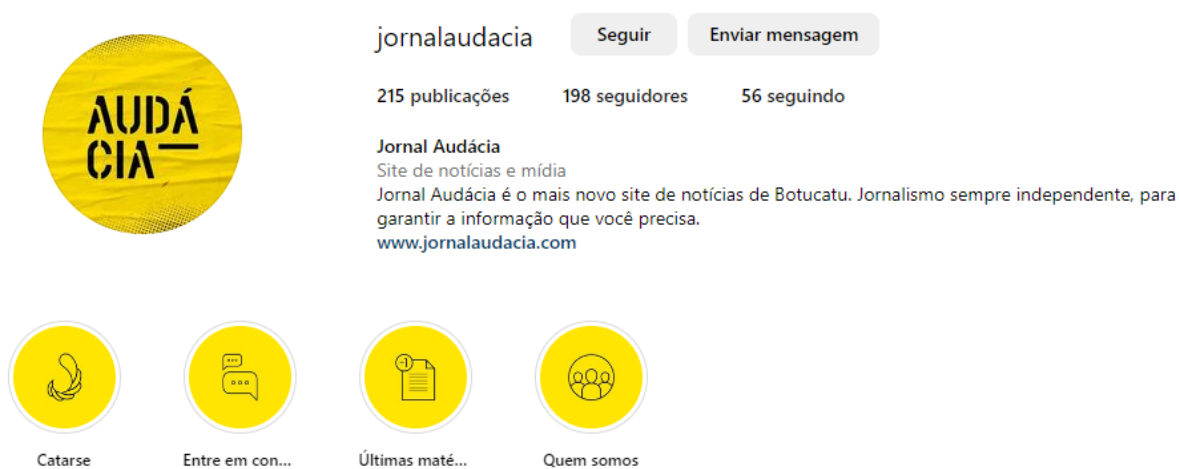 AUDÁ
CIA
jornalaudacia Seguir Enviar mensagem
215 publicações 198 seguidores 56 seguindo
Jornal Audácia
Site de notícias e mídia
Jornal Audácia é o mais novo site de notícias de Botucatu. Jornalismo sempre independente, para
garantir a informação que você precisa.
www.jornalaudacia.com
-1
Catarse Entre em con... Últimas maté... Quem somos